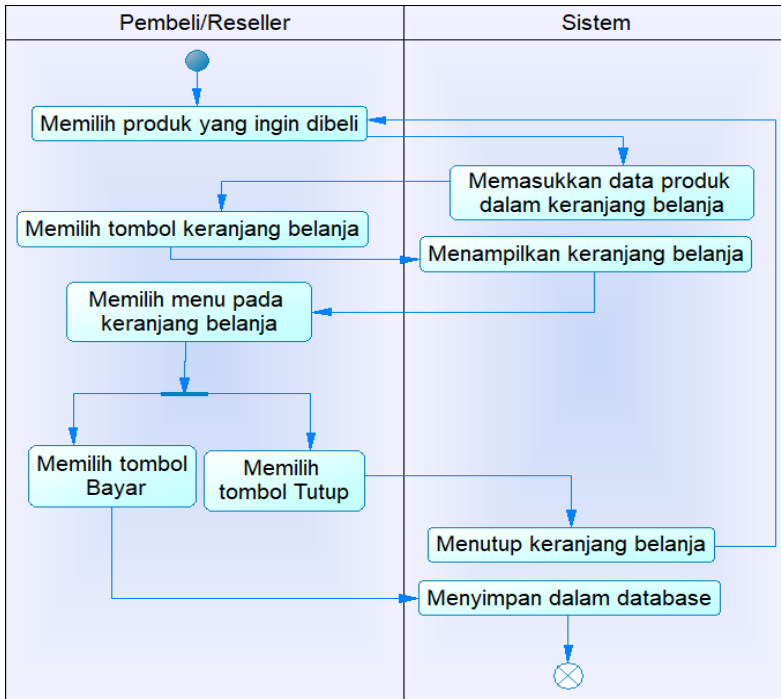 Pembeli/Reseller
Sistem
Memilih produk yang ingin dibeli
Memasukkan data produk
dalam keranjang belanja
Memilih tombol keranjang belanja
Menampilkan keranjang belanja
Memilih menu pada
keranjang belanja
Memilih tombol
Bayar
Memilih
tombol Tutup
Menutup keranjang belanja
Menyimpan dalam database